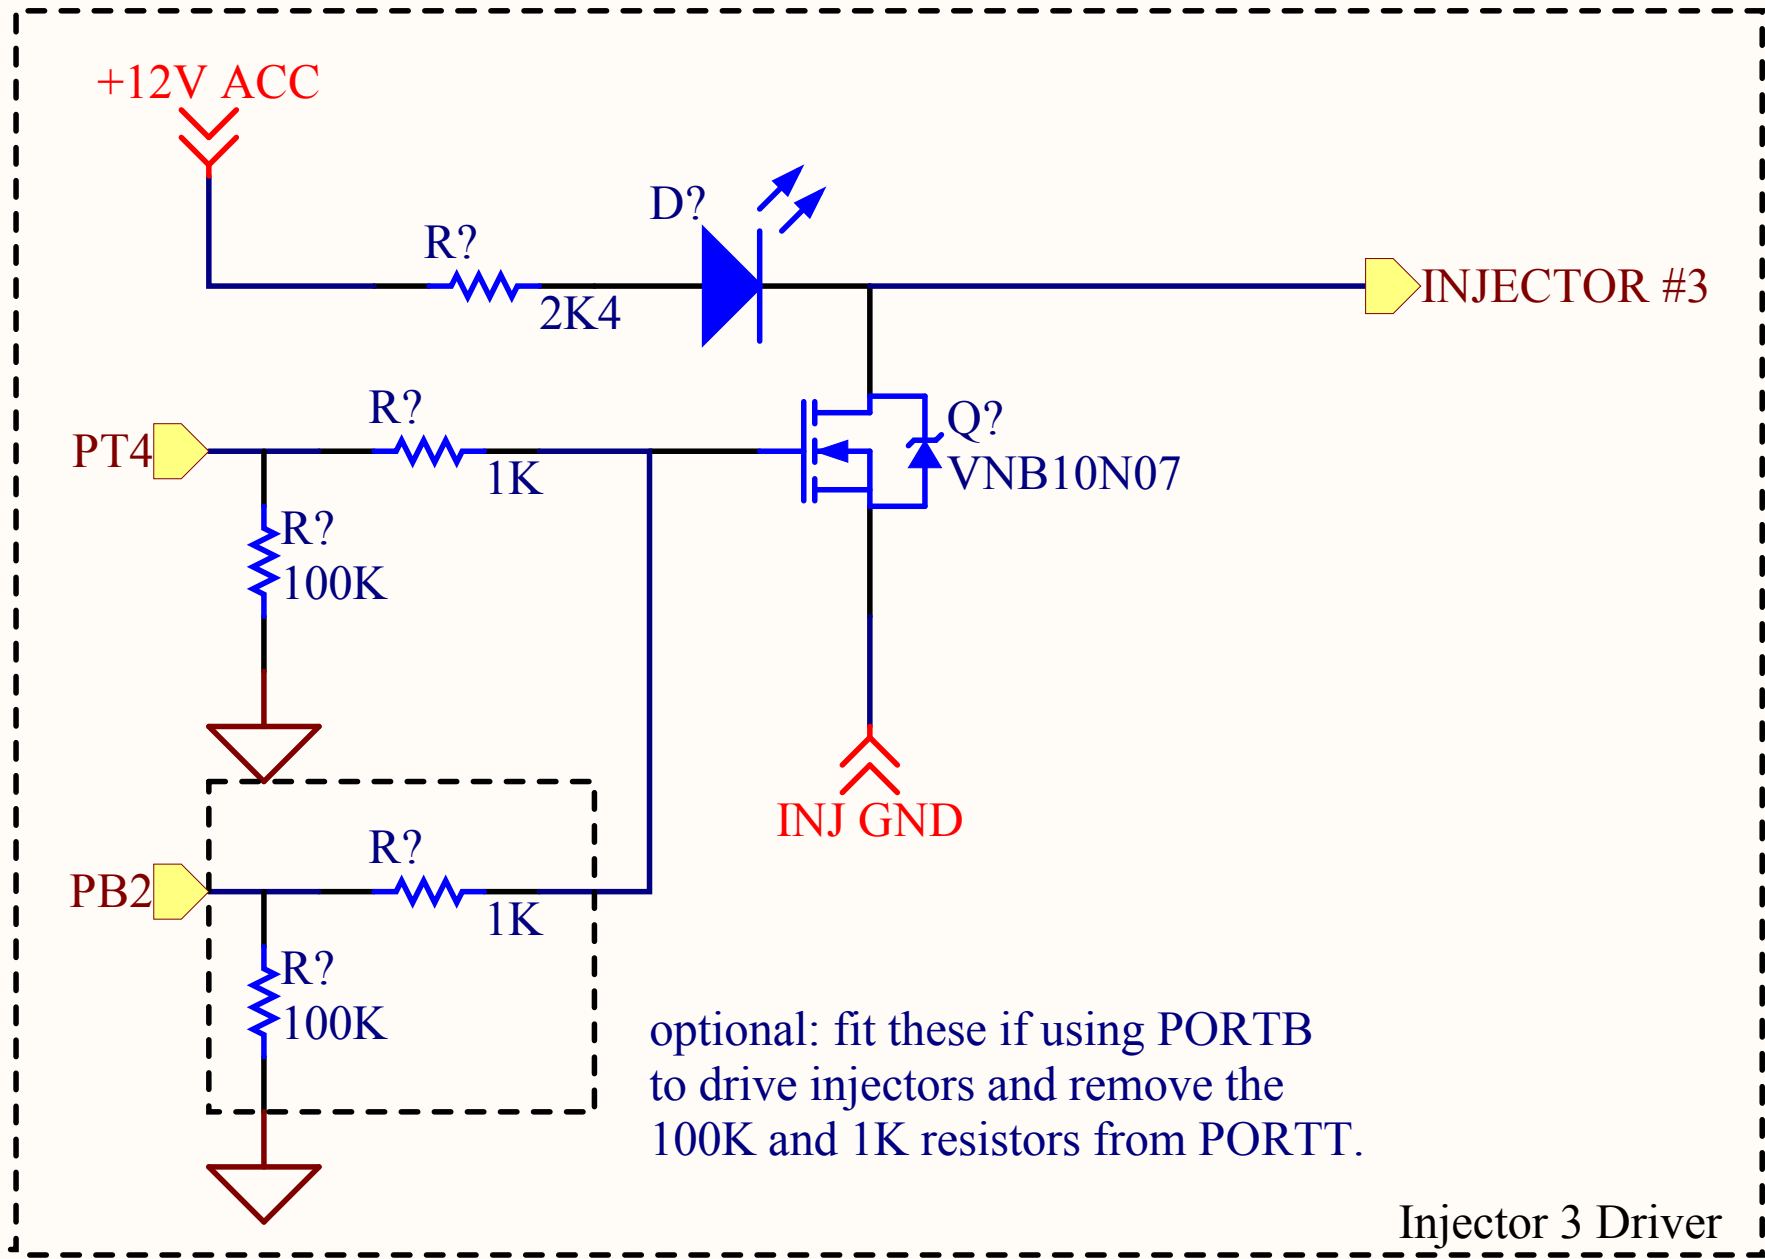 +12V ACC
D?
R?
2K4
INJECTOR #3
R?
PT4
1K
Q?
VNB10N07
R?
100K
INJ GND
R?
PB2
1K
R?
100K
optional: fit these if using PORTB
to drive injectors and remove the
100K and 1K resistors from PORTT.
Injector 3 Driver